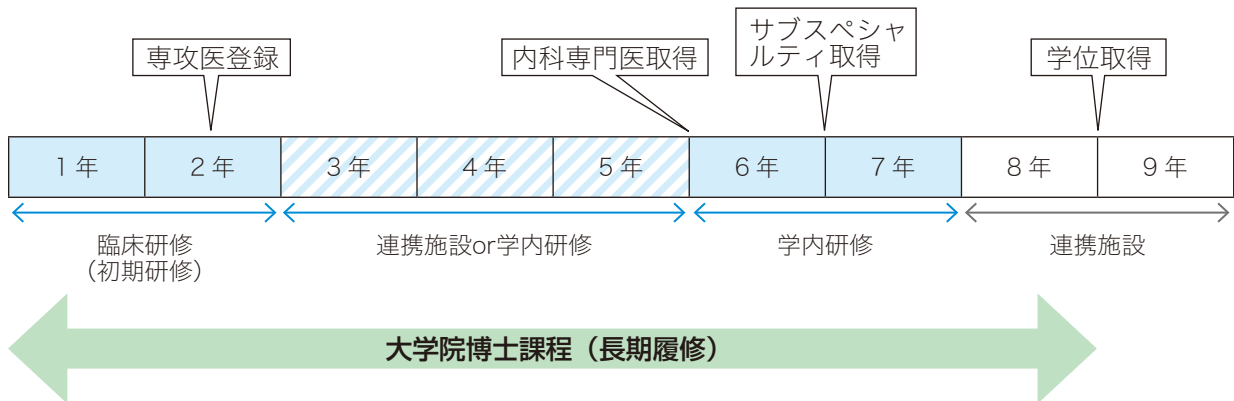 専攻医登録
内科専門医取得
サブスペシャ
ルティ取得
学位取得
1年
2年
3年
4年
5年
6年
7年
8年
9年
臨床研修
（初期研修）
連携施設or学内研修
学内研修
連携施設
大学院博士課程（長期履修）